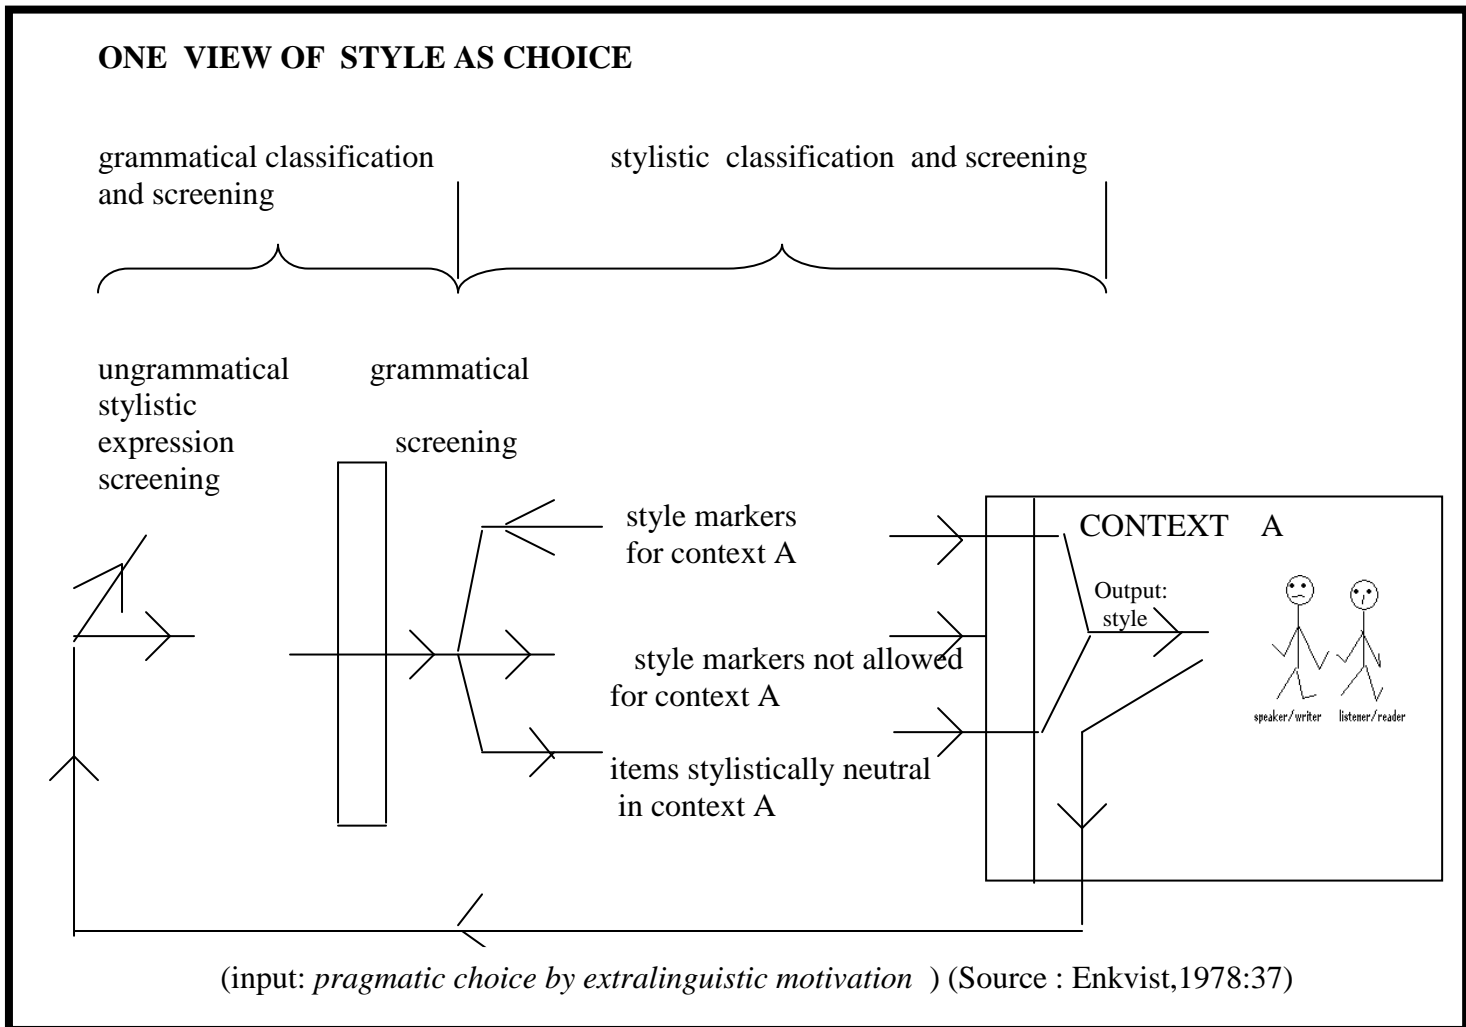 ONE VIEW OF STYLE AS CHOICE
grammatical classification
and screening
stylistic classification and screening
ungrammatical
stylistic
expression
screening
grammatical
screening
style markers
for context A
style markers not allowed
for context A
items stylistically neutral
in context A
CONTEXT A
Output:
style
speaker/writer listener/reader
(input: pragmatic choice by extralinguistic motivation ) (Source : Enkvist,1978:37)